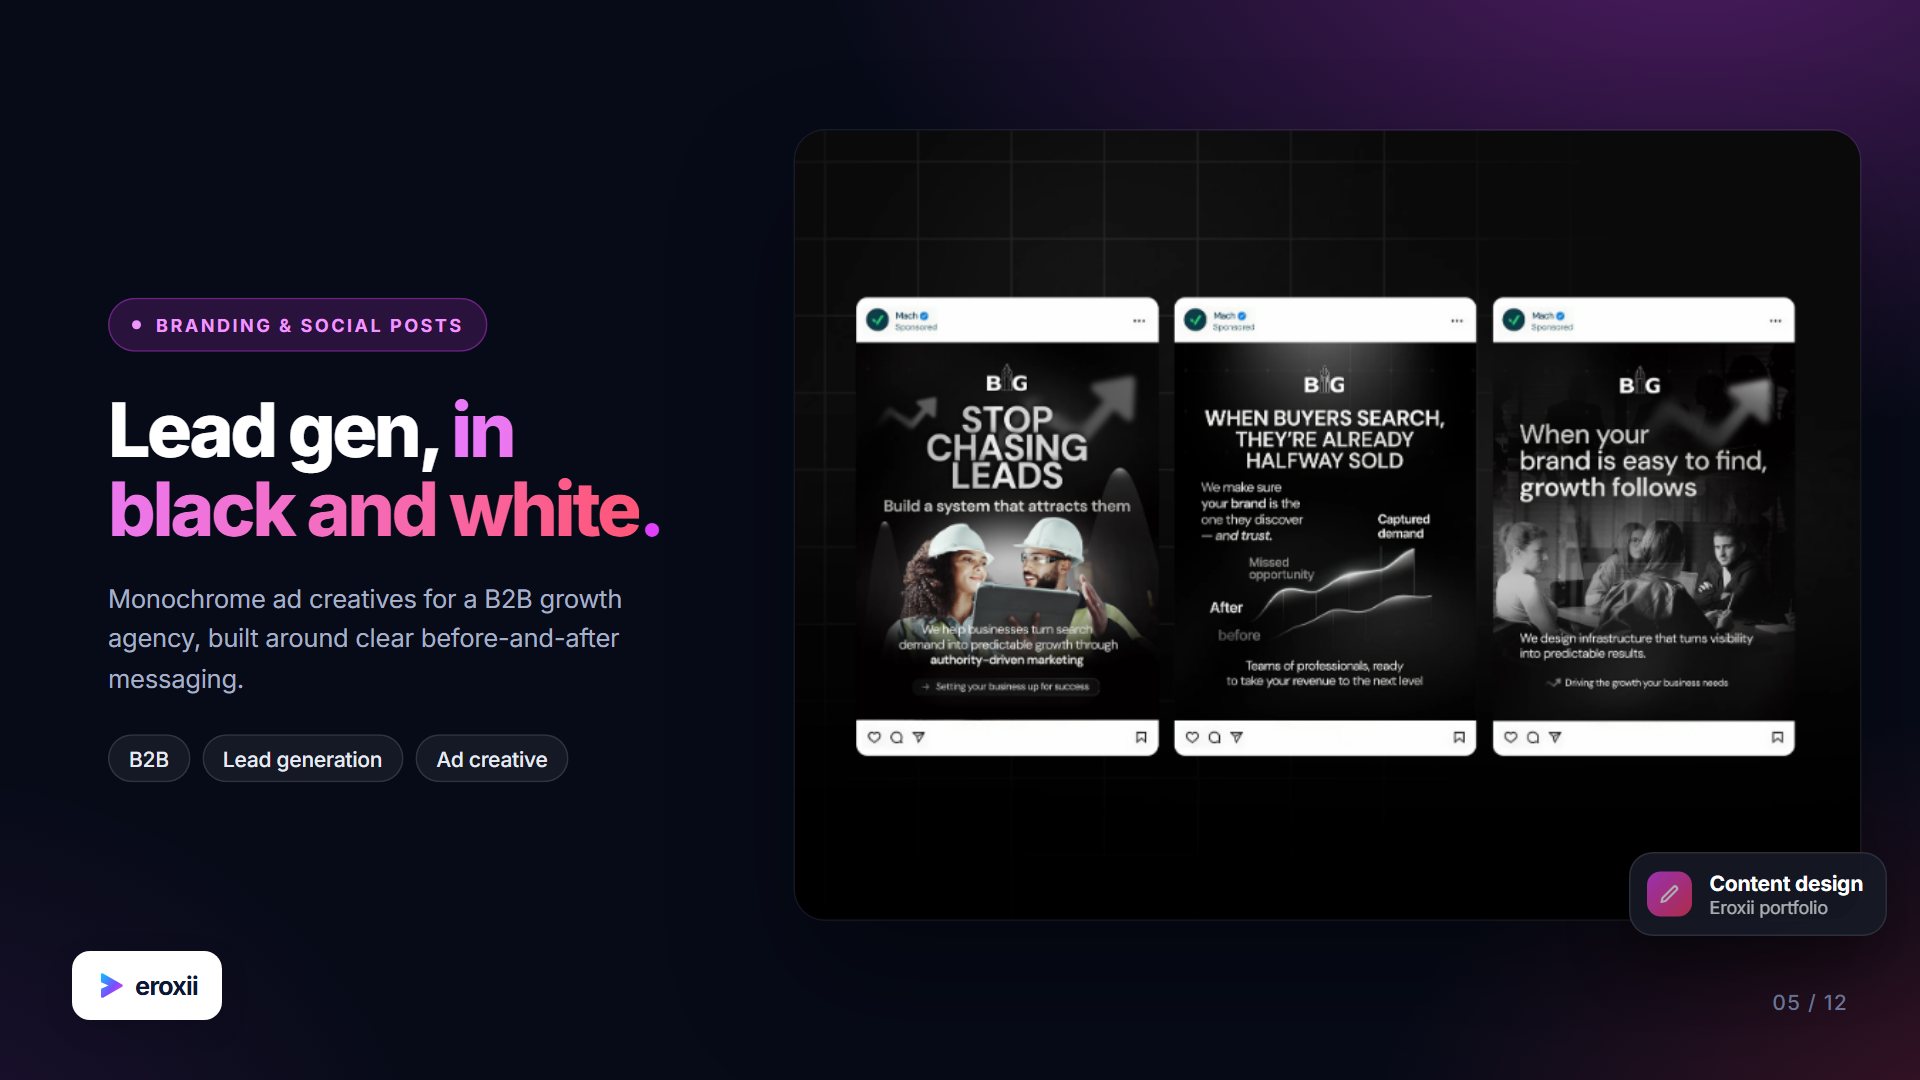 BRANDING & SOCIAL POSTS
Lead gen, in
black and white.
Monochrome ad creatives for a B2B growth
agency, built around clear before-and-after
messaging.
B2B
Lead generation
Ad creative
eroxii
Mach
Sponsored
BIG
STOP
CHASING
LEADS
Build a system that attracts them
We help businesses turn search
demand into predictable growth through
authority-driven marketing
→ Setting your business up for success
Mach
Sponsored
BIG
WHEN BUYERS SEARCH,
THEY'RE ALREADY
HALFWAY SOLD
We make sure
your brand is the
one they discover
— and trust.
Captured
demand
Missed
opportunity
After
before
Teams of professionals, ready
to take your revenue to the next level
Mach
Sponsored
BIG
When your
brand is easy to find,
growth follows
We design infrastructure that turns visibility
into predictable results.
Driving the growth your business needs
Content design
Eroxii portfolio
05 / 12